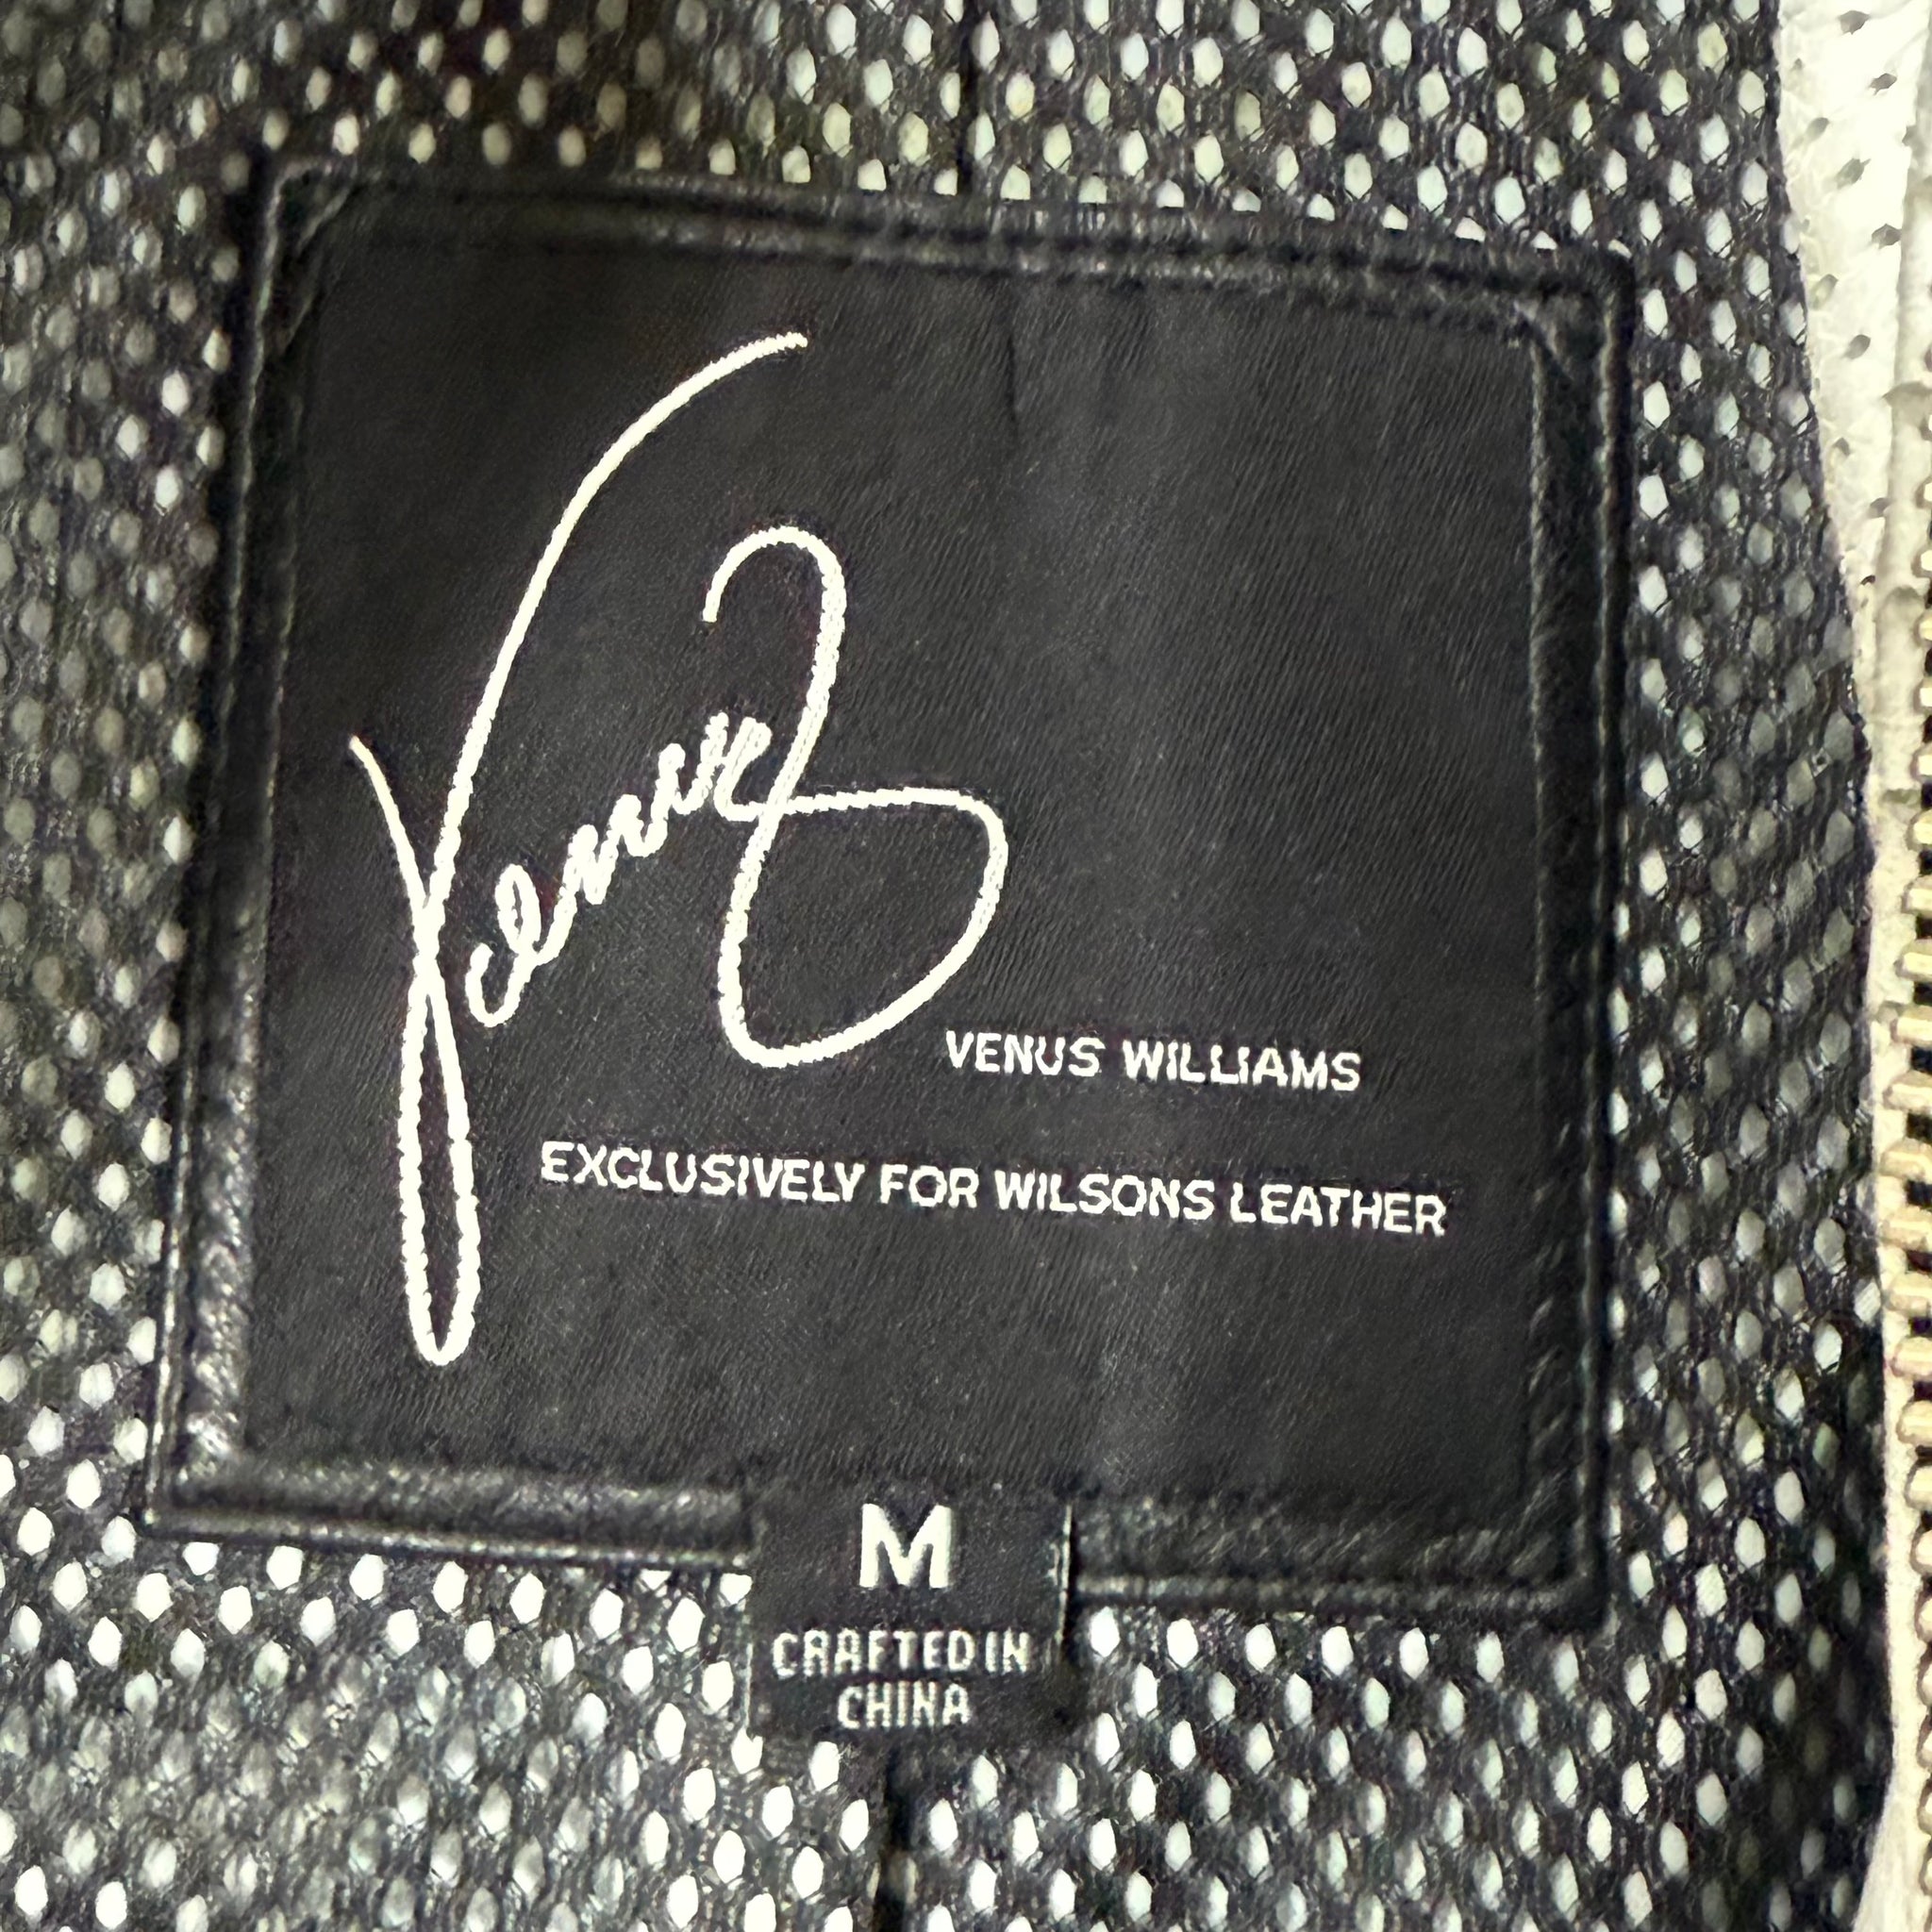 Venus
VENUS WILLIAMS
EXCLUSIVELY FOR WILSONS LEATHER
M
CRAFTED IN
CHINA